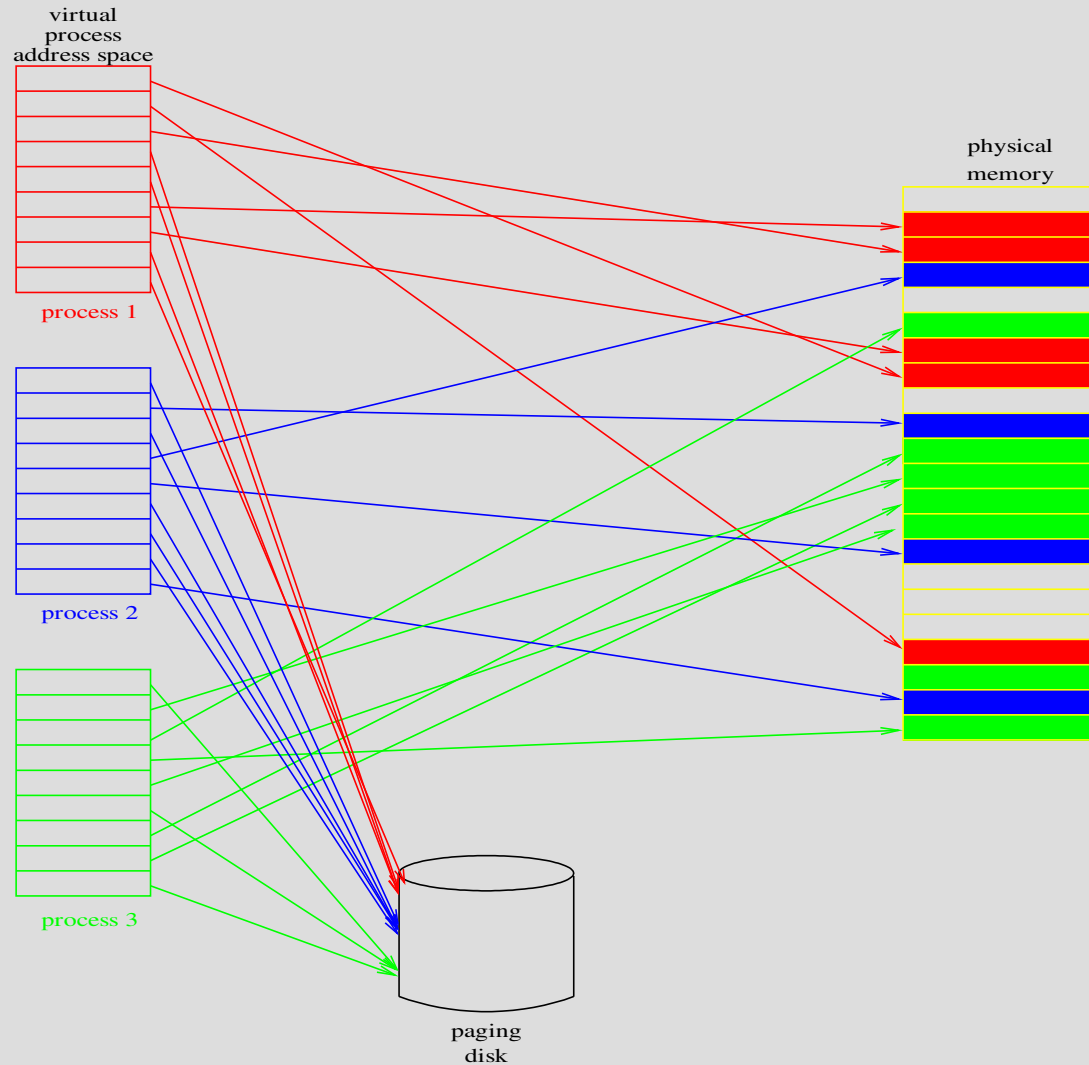 virtual
process
address space
process 1
process 2
process 3
physical
memory
paging
disk